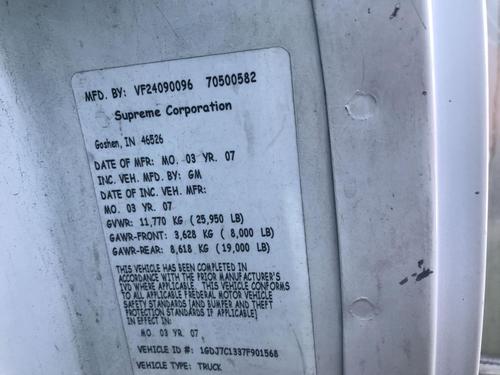 MFD. BY: VF24090096 70500582
Supreme Corporation
Goshen, IN 46526
DATE OF MFR: MO. 03 YR. 07
INC. VEH. MFD. BY: GM
DATE OF INC. VEH. MFR:
MO. 03 YR. 07
GVWR: 11,770 KG (25,950 LB)
GAWR-FRONT: 3,628 KG ( 8,000 LB)
GAWR-REAR: 8,618 KG (19,000 LB)
THIS VEHICLE HAS BEEN COMPLETED IN
ACCORDANCE WITH THE PRIOR MANUFACTURER'S
IVD WHERE APPLICABLE. THIS VEHICLE CONFORMS
TO ALL APPLICABLE FREDERAL MOTOR VEHICLE
SAFETY STANDARDS [AND BUMPER AND THEFT
PROTECTION STANDARDS IF APPLICABLE]
IN EFFECT IN:
MO. 03 YR. 07
VEHICLE ID #: 1GDJ7C1337F901568
VEHICLE TYPE: TRUCK